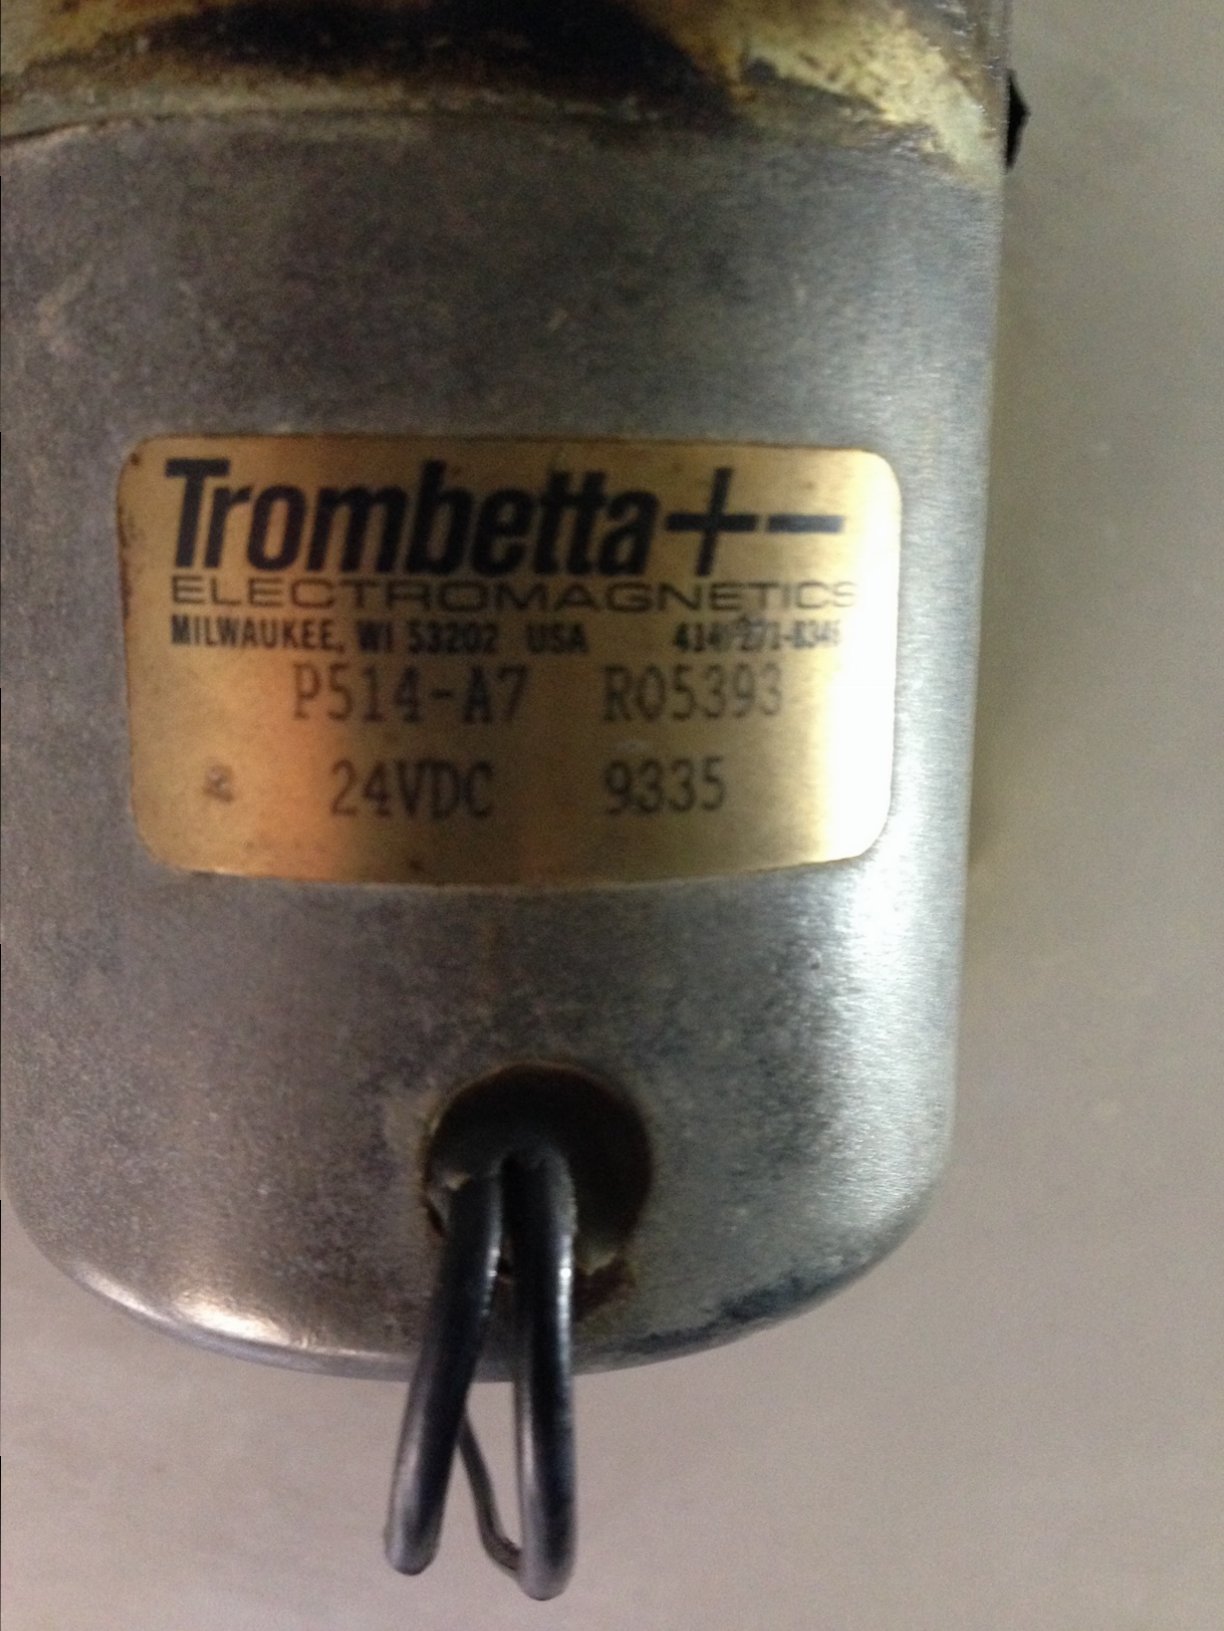 Trombetta+-
ELECTROMAGNETICS
MILWAUKEE, WI 53202 USA
P514-A7 R05393
24VDC 9335